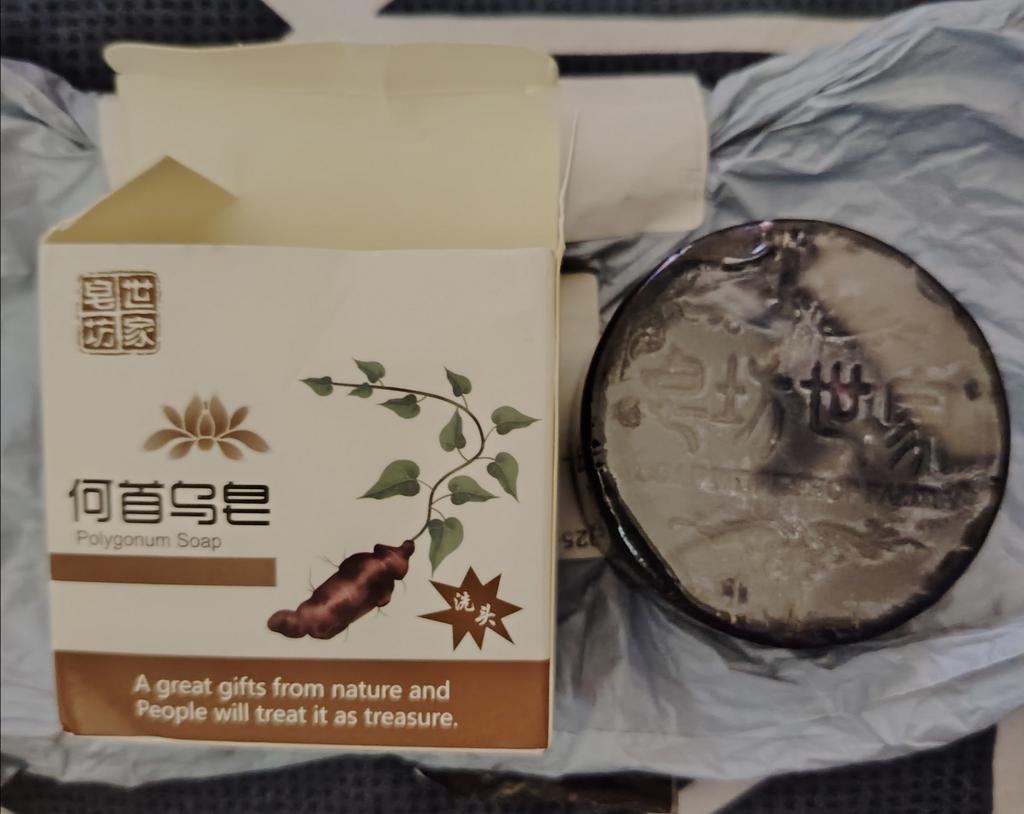 世家
皂坊
何首乌皂
Polygonum Soap
洗头
A great gifts from nature and
People will treat it as treasure.
世